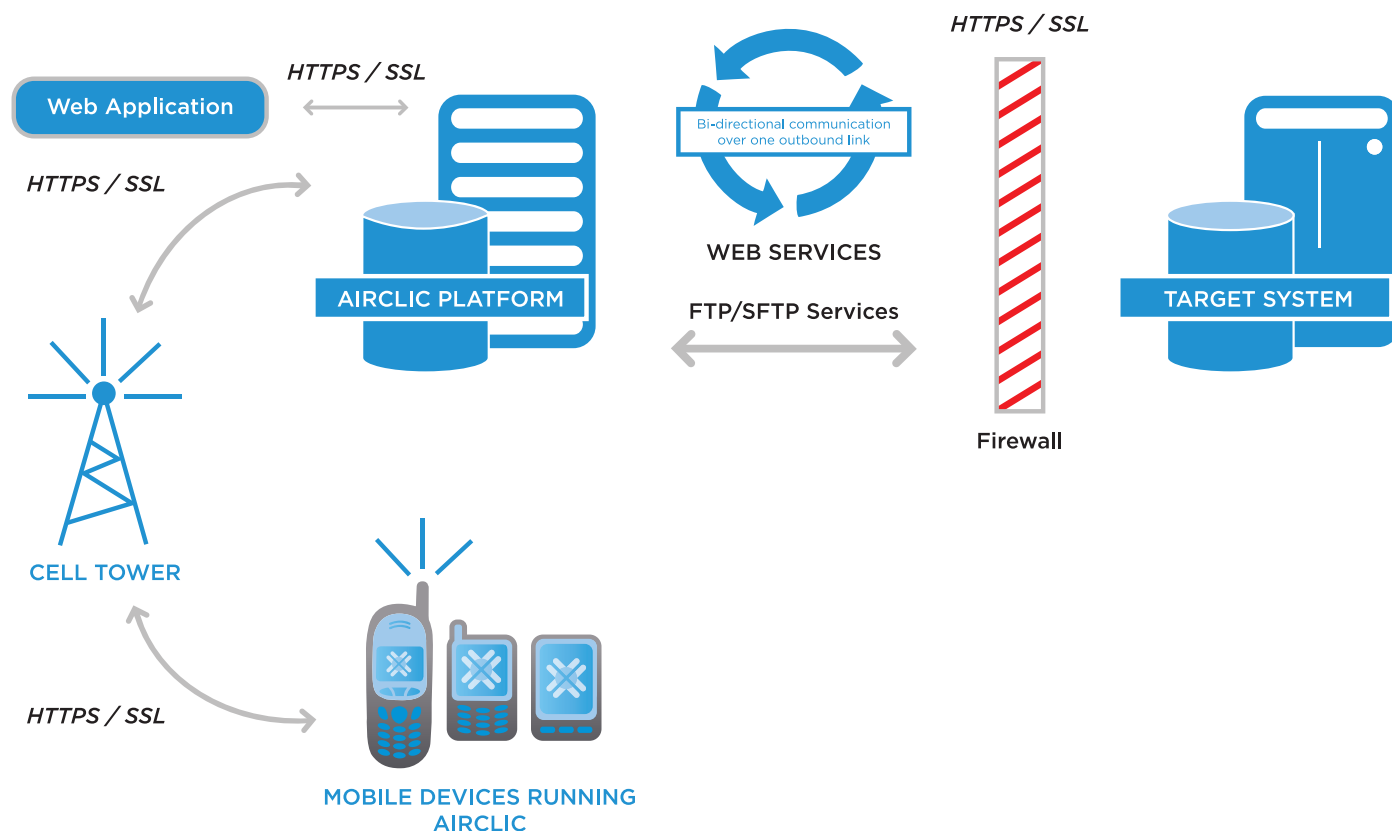 HTTPS / SSL
HTTPS / SSL
Web Application
Bi-directional communication
over one outbound link
HTTPS / SSL
WEB SERVICES
AIRCLIC PLATFORM
FTP/SFTP Services
TARGET SYSTEM
Firewall
CELL TOWER
HTTPS / SSL
MOBILE DEVICES RUNNING
AIRCLIC